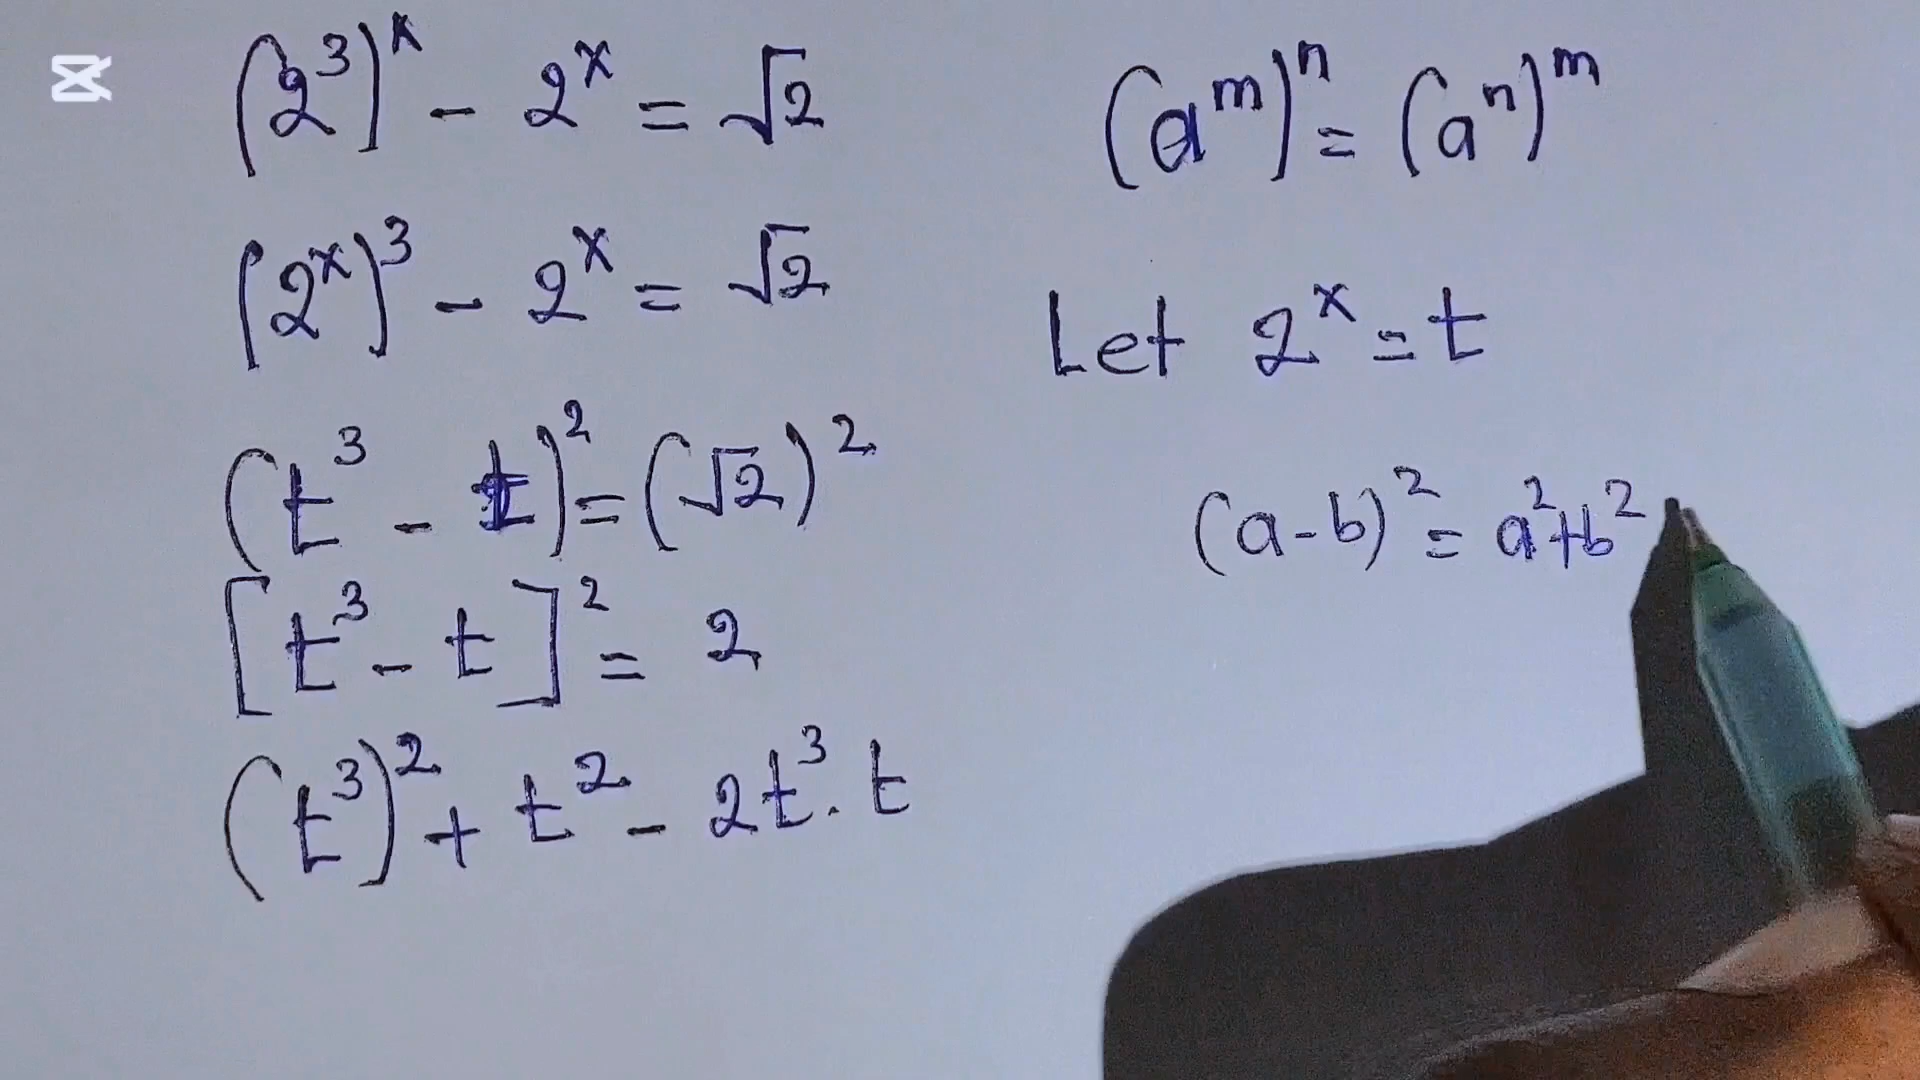 (2³)ˣ - 2ˣ = √2
(2ˣ)³ - 2ˣ = √2
(t³ - t)² = (√2)²
[t³ - t]² = 2
(t³)² + t² - 2t³ . t
(aᵐ)ⁿ = (aⁿ)ᵐ
Let 2ˣ = t
(a-b)² = a²+b²